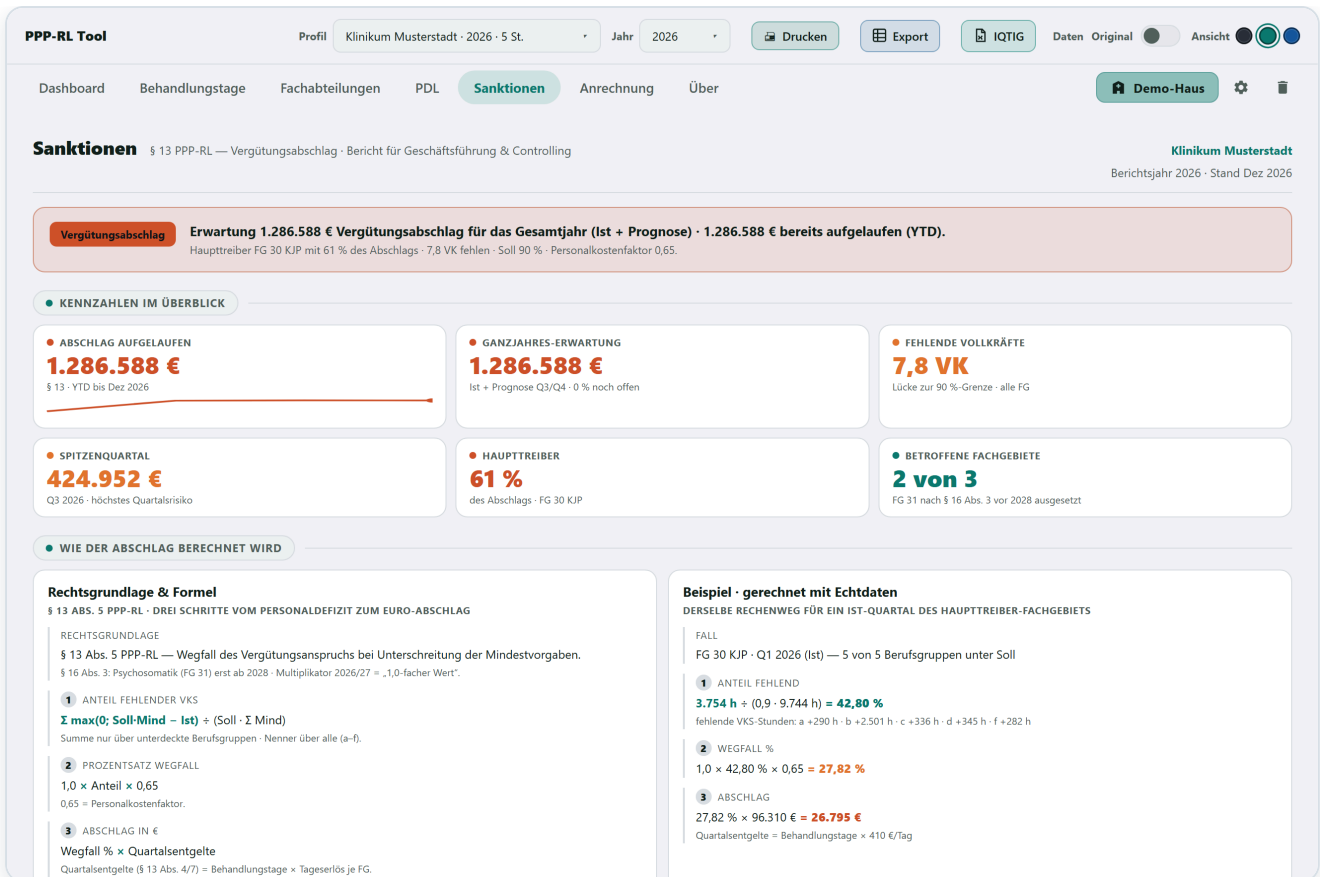 PPP-RL Tool
Profil
Klinikum Musterstadt · 2026 · 5 St.
Jahr
2026
Drucken
Export
IQTIG
Daten
Original
Ansicht
Dashboard
Behandlungstage
Fachabteilungen
PDL
Sanktionen
Anrechnung
Über
Demo-Haus
Sanktionen
§ 13 PPP-RL — Vergütungsabschlag · Bericht für Geschäftsführung & Controlling
Klinikum Musterstadt
Berichtsjahr 2026 · Stand Dez 2026
Vergütungsabschlag
Erwartung 1.286.588 € Vergütungsabschlag für das Gesamtjahr (Ist + Prognose) · 1.286.588 € bereits aufgelaufen (YTD).
Haupttreiber FG 30 KJP mit 61 % des Abschlags · 7,8 VK fehlen · Soll 90 % · Personalkostenfaktor 0,65.
KENNZAHLEN IM ÜBERBLICK
ABSCHLAG AUFGELAUFEN
1.286.588 €
§ 13 · YTD bis Dez 2026
GANZJAHRES-ERWARTUNG
1.286.588 €
Ist + Prognose Q3/Q4 · 0 % noch offen
FEHLENDE VOLLKRÄFTE
7,8 VK
Lücke zur 90 %-Grenze · alle FG
SPITZENQUARTAL
424.952 €
Q3 2026 · höchstes Quartalsrisiko
HAUPTTREIBER
61 %
des Abschlags · FG 30 KJP
BETROFFENE FACHGEBIETE
2 von 3
FG 31 nach § 16 Abs. 3 vor 2028 ausgesetzt
WIE DER ABSCHLAG BERECHNET WIRD
Rechtsgrundlage & Formel
§ 13 ABS. 5 PPP-RL · DREI SCHRITTE VOM PERSONALDEFIZIT ZUM EURO-ABSCHLAG
RECHTSGRUNDLAGE
§ 13 Abs. 5 PPP-RL — Wegfall des Vergütungsanspruchs bei Unterschreitung der Mindestvorgaben.
§ 16 Abs. 3: Psychosomatik (FG 31) erst ab 2028 · Multiplikator 2026/27 = „1,0-facher Wert“.
1 ANTEIL FEHLENDER VKS
Σ max(0; Soll·Mind − Ist) ÷ (Soll · Σ Mind)
Summe nur über unterdeckte Berufsgruppen · Nenner über alle (a–f).
2 PROZENTSATZ WEGFALL
1,0 × Anteil × 0,65
0,65 = Personalkostenfaktor.
3 ABSCHLAG IN €
Wegfall % × Quartalsentgelte
Quartalsentgelte (§ 13 Abs. 4/7) = Behandlungstage × Tageserlös je FG.
Beispiel · gerechnet mit Echtdaten
DERSELBE RECHENWEG FÜR EIN IST-QUARTAL DES HAUPTTREIBER-FACHGEBIETS
FALL
FG 30 KJP · Q1 2026 (Ist) — 5 von 5 Berufsgruppen unter Soll
1 ANTEIL FEHLEND
3.754 h ÷ (0,9 · 9.744 h) = 42,80 %
fehlende VKS-Stunden: a +290 h · b +2.501 h · c +336 h · d +345 h · f +282 h
2 WEGFALL %
1,0 × 42,80 % × 0,65 = 27,82 %
3 ABSCHLAG
27,82 % × 96.310 € = 26.795 €
Quartalsentgelte = Behandlungstage × 410 €/Tag